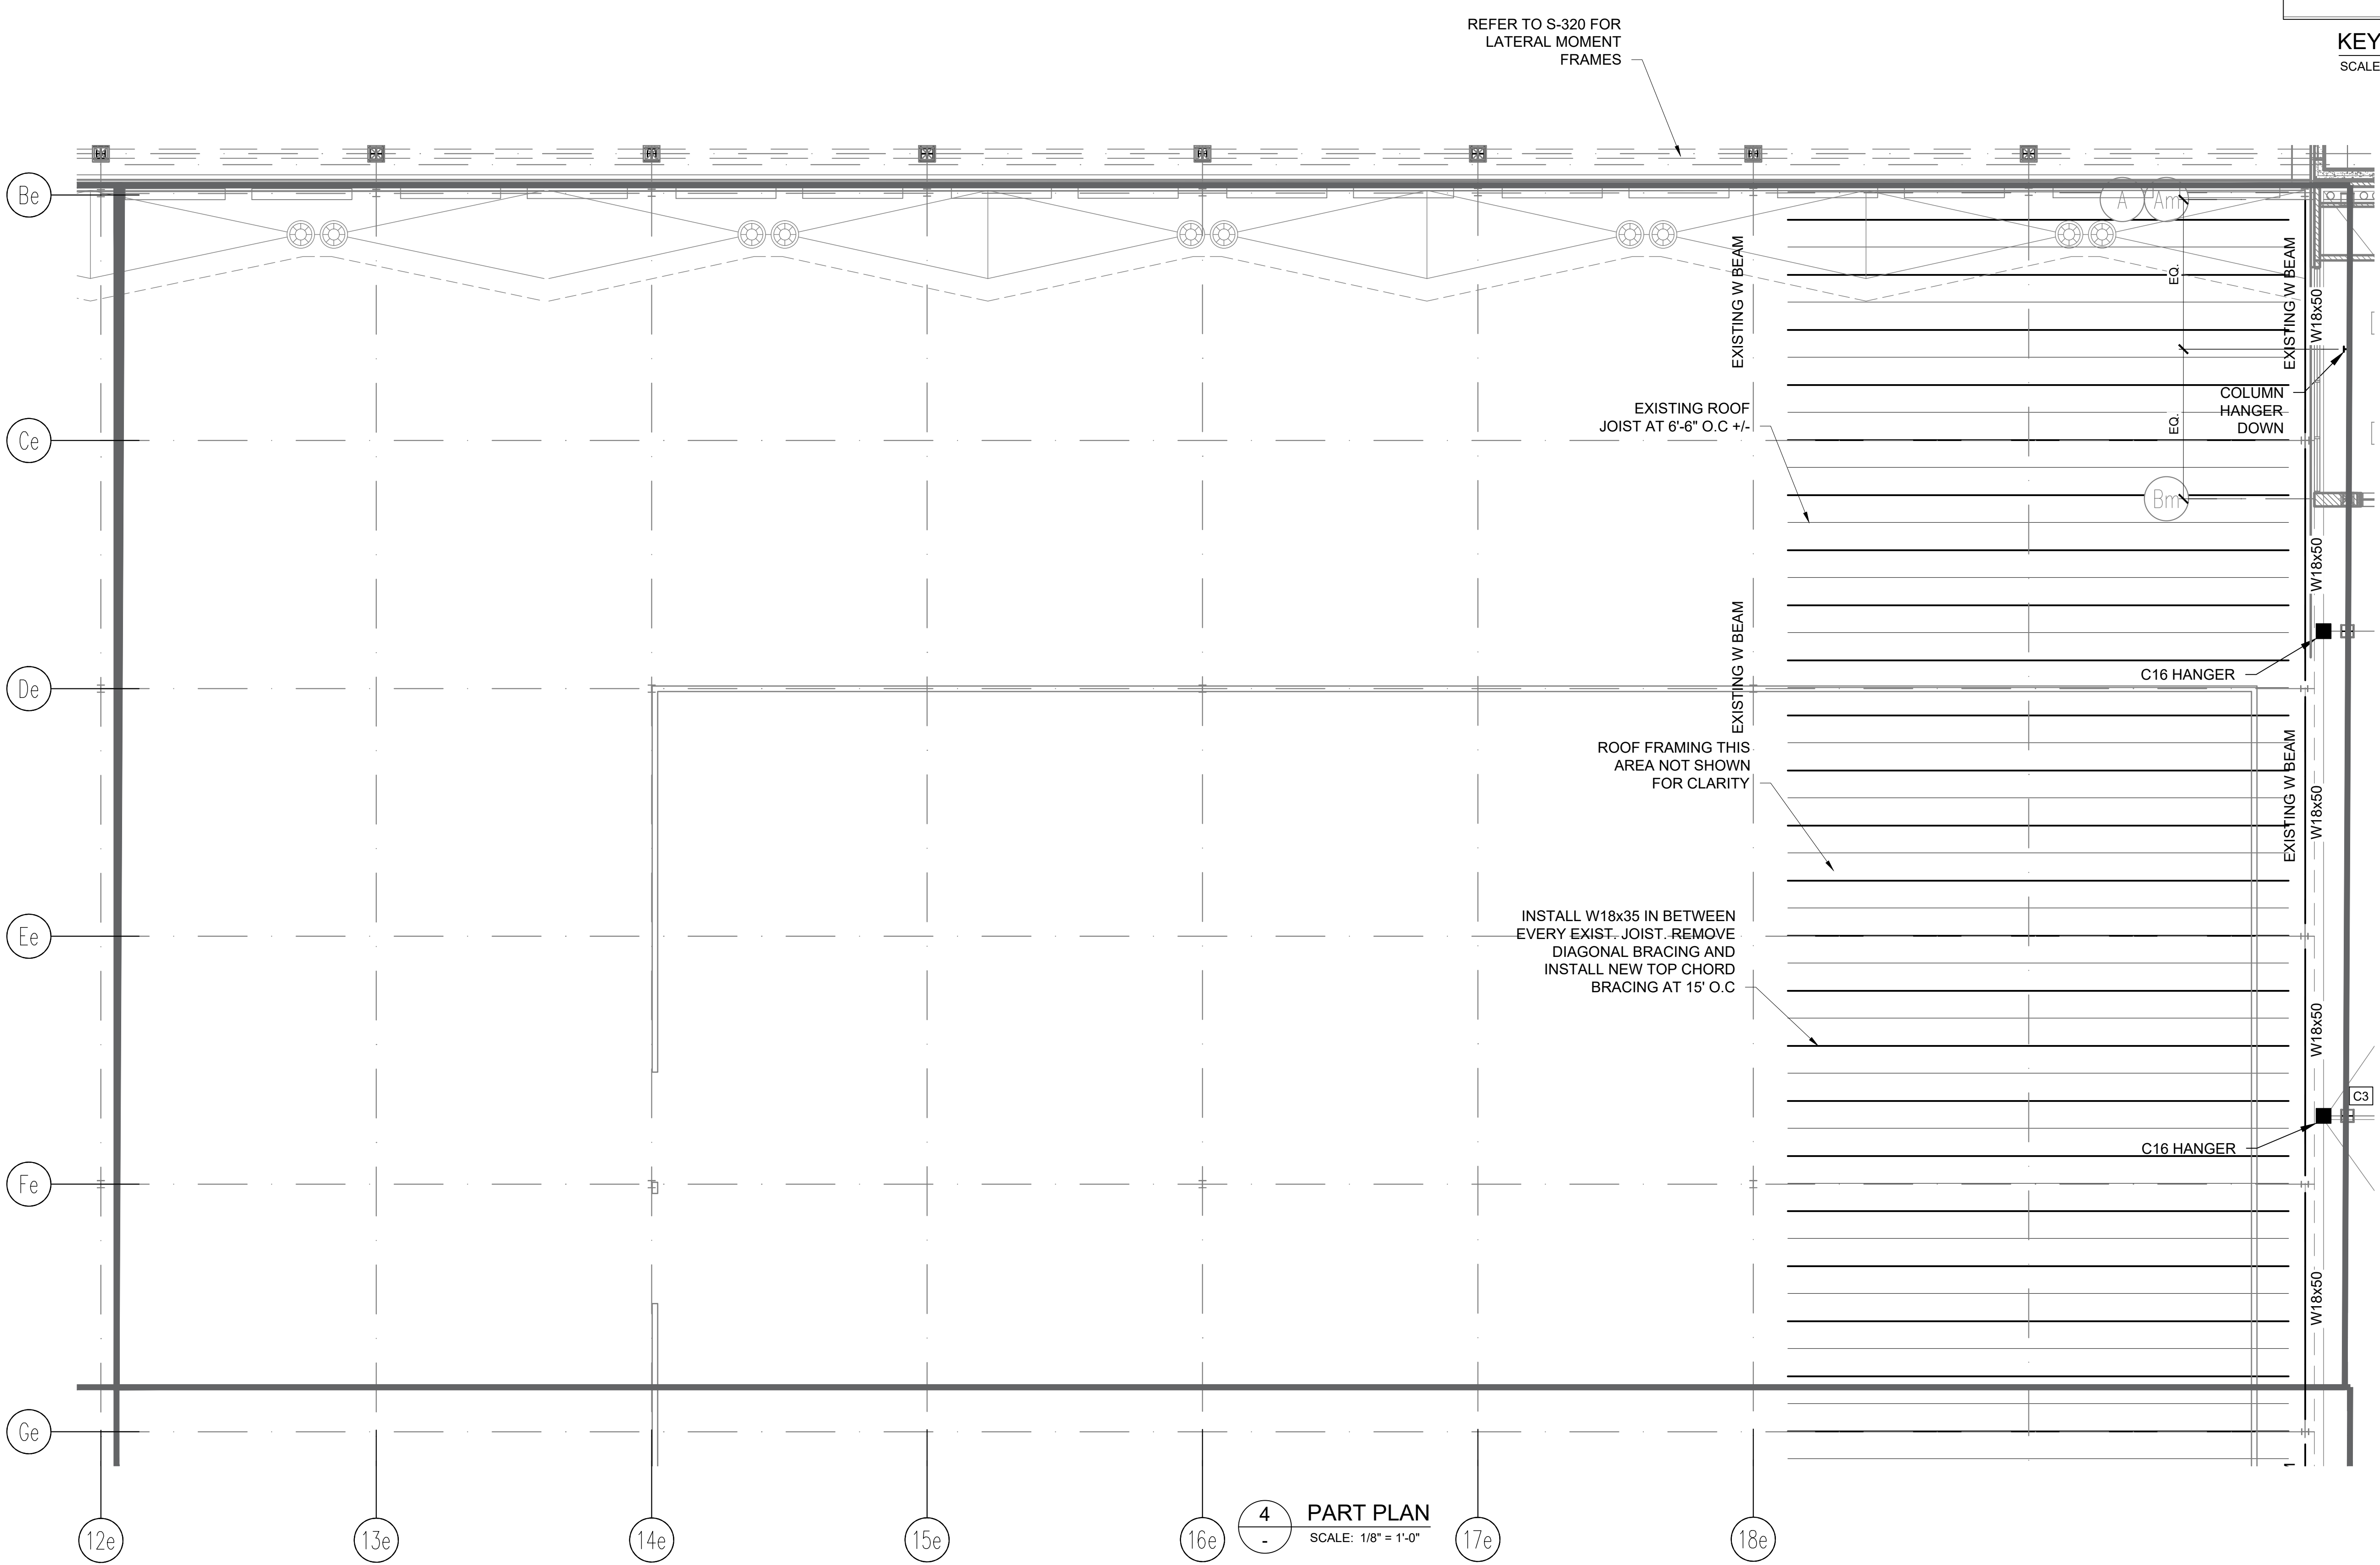 REFER TO S-320 FOR
LATERAL MOMENT
FRAMES
KEY
SCALE
Be
A
Am
EXISTING W BEAM
EQ.
EXISTING W BEAM
W18x50
COLUMN
HANGER
DOWN
EXISTING ROOF
JOIST AT 6'-6" O.C +/-
EQ.
Ce
Bm
W18x50
EXISTING W BEAM
C16 HANGER
De
ROOF FRAMING THIS
AREA NOT SHOWN
FOR CLARITY
EXISTING W BEAM
W18x50
INSTALL W18x35 IN BETWEEN
EVERY EXIST. JOIST. REMOVE
DIAGONAL BRACING AND
INSTALL NEW TOP CHORD
BRACING AT 15' O.C
Ee
W18x50
C3
C16 HANGER
Fe
W18x50
Ge
12e
13e
14e
15e
16e
4
-
PART PLAN
SCALE: 1/8" = 1'-0"
17e
18e